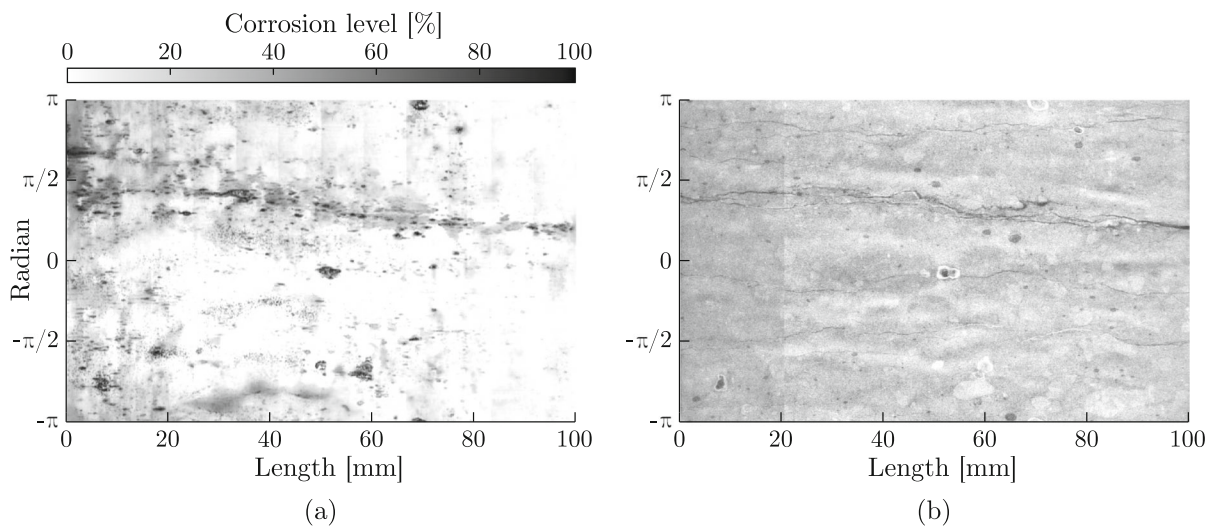 Corrosion level [%]
0 20 40 60 80 100
π
π/2
0
-π/2
-π
Radian
0 20 40 60 80 100
Length [mm]
(a)
π
π/2
0
-π/2
-π
0 20 40 60 80 100
Length [mm]
(b)